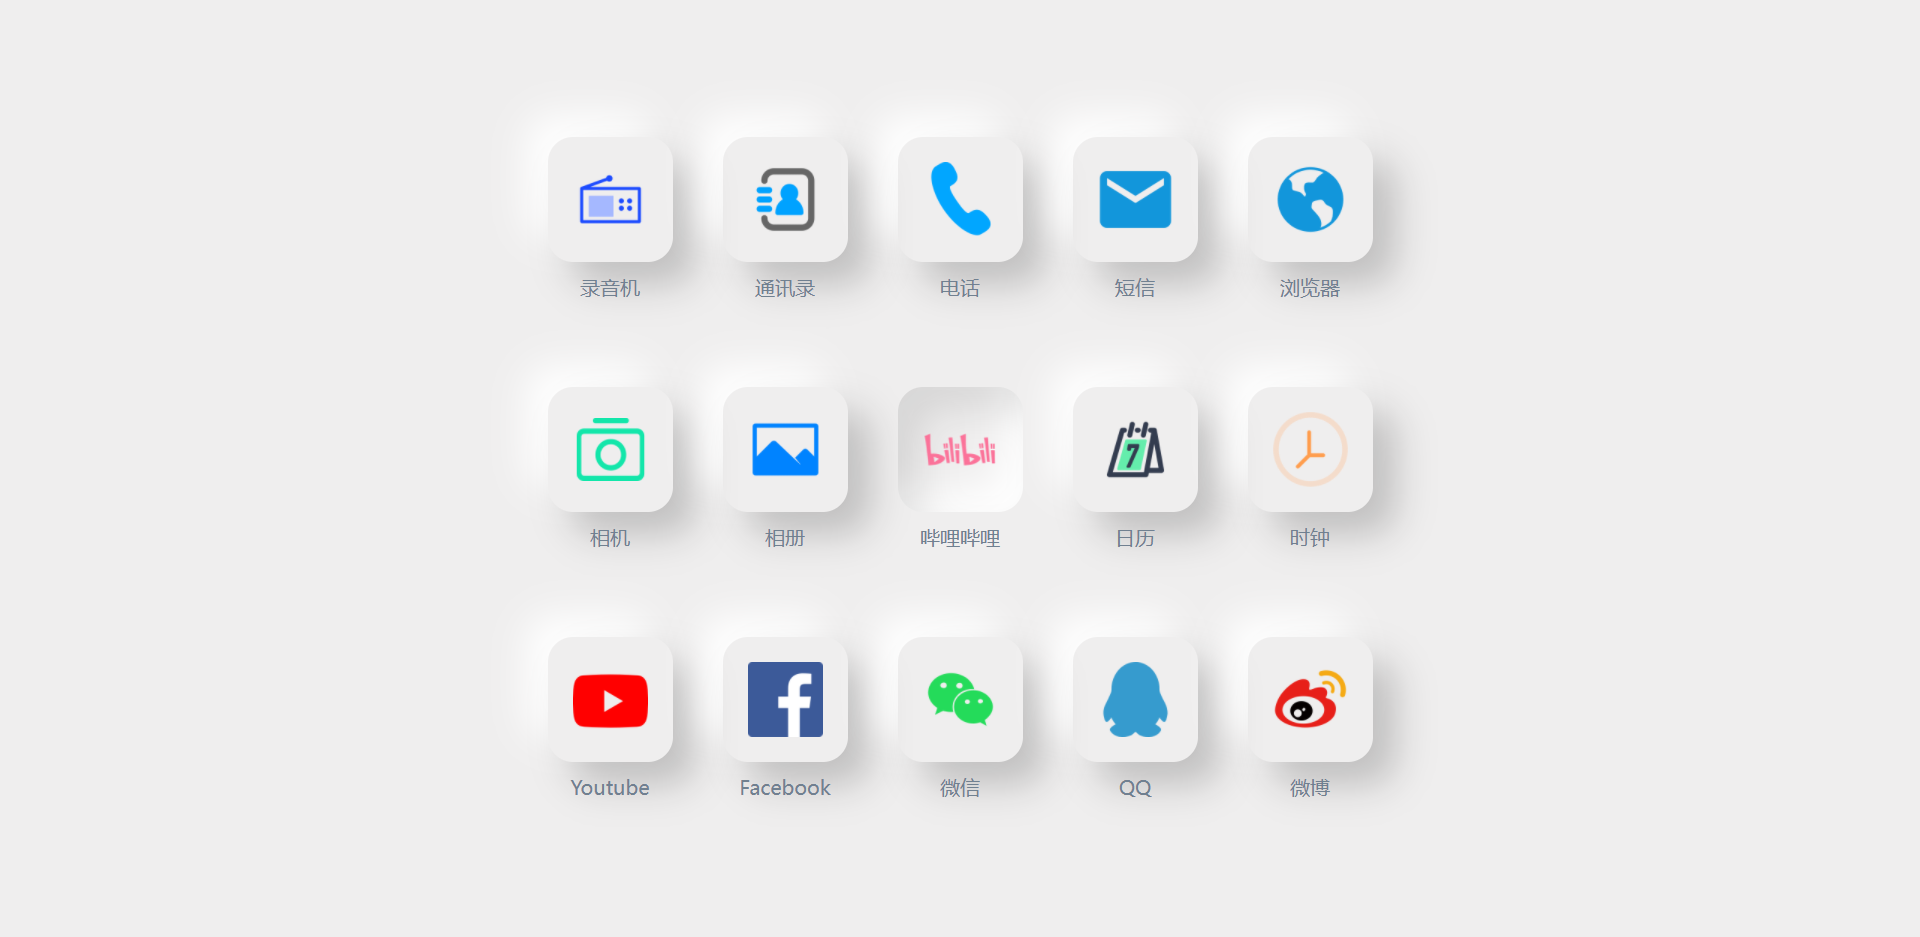 录音机
通讯录
电话
短信
浏览器
bilibili
7
相机
相册
哔哩哔哩
日历
时钟
Youtube
Facebook
微信
QQ
微博